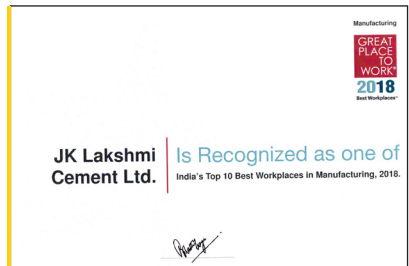 Manufacturing
GREAT
PLACE
TO
WORK®
2018
Best Workplaces™
JK Lakshmi
Cement Ltd.
Is Recognized as one of
India's Top 10 Best Workplaces in Manufacturing, 2018.